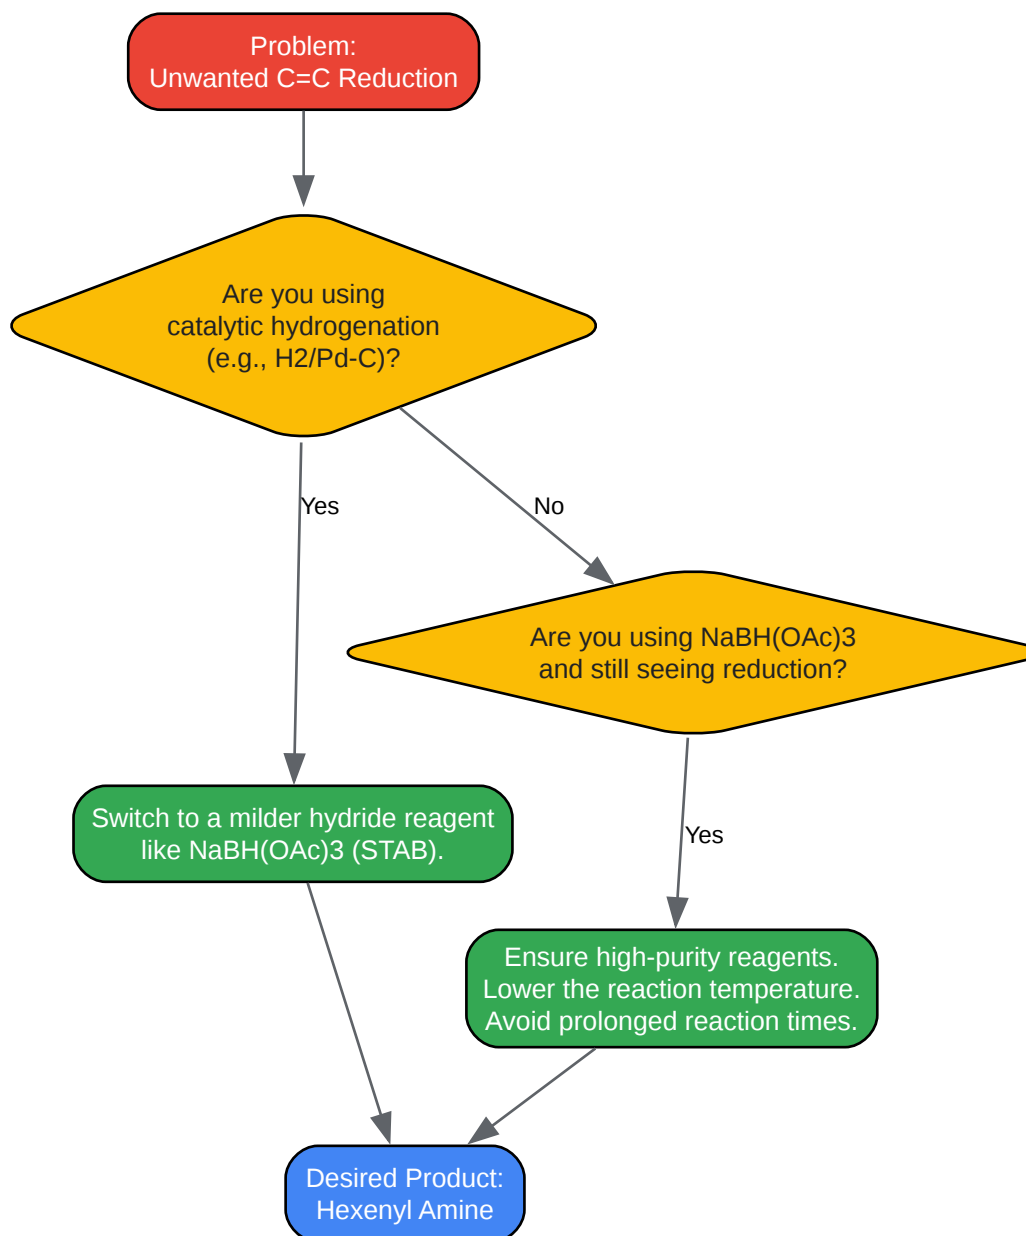 Problem:
Unwanted C=C Reduction
Are you using
catalytic hydrogenation
(e.g., H2/Pd-C)?
Yes
No
Are you using NaBH(OAc)3
and still seeing reduction?
Switch to a milder hydride reagent
like NaBH(OAc)3 (STAB).
Yes
Ensure high-purity reagents.
Lower the reaction temperature.
Avoid prolonged reaction times.
Desired Product:
Hexenyl Amine